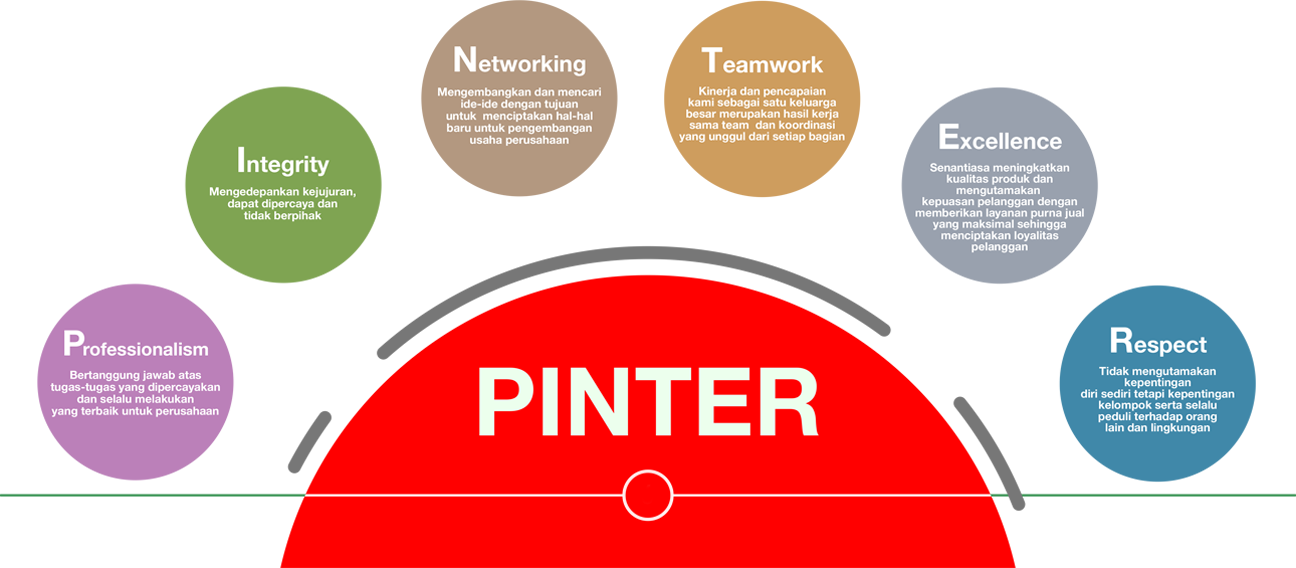 Networking
Mengembangkan dan mencari
ide-ide dengan tujuan
untuk menciptakan hal-hal
baru untuk pengembangan
usaha perusahaan
Teamwork
Kinerja dan pencapaian
kami sebagai satu keluarga
besar merupakan hasil kerja
sama team dan koordinasi
yang unggul dari setiap bagian
Integrity
Mengedepankan kejujuran,
dapat dipercaya dan
tidak berpihak
Excellence
Senantiasa meningkatkan
kualitas produk dan
mengutamakan
kepuasan pelanggan dengan
memberikan layanan purna jual
yang maksimal sehingga
menciptakan loyalitas
pelanggan
Professionalism
Bertanggung jawab atas
tugas-tugas yang dipercayakan
dan selalu melakukan
yang terbaik untuk perusahaan
Respect
Tidak mengutamakan
kepentingan
diri sediri tetapi kepentingan
kelompok serta selalu
peduli terhadap orang
lain dan lingkungan
PINTER